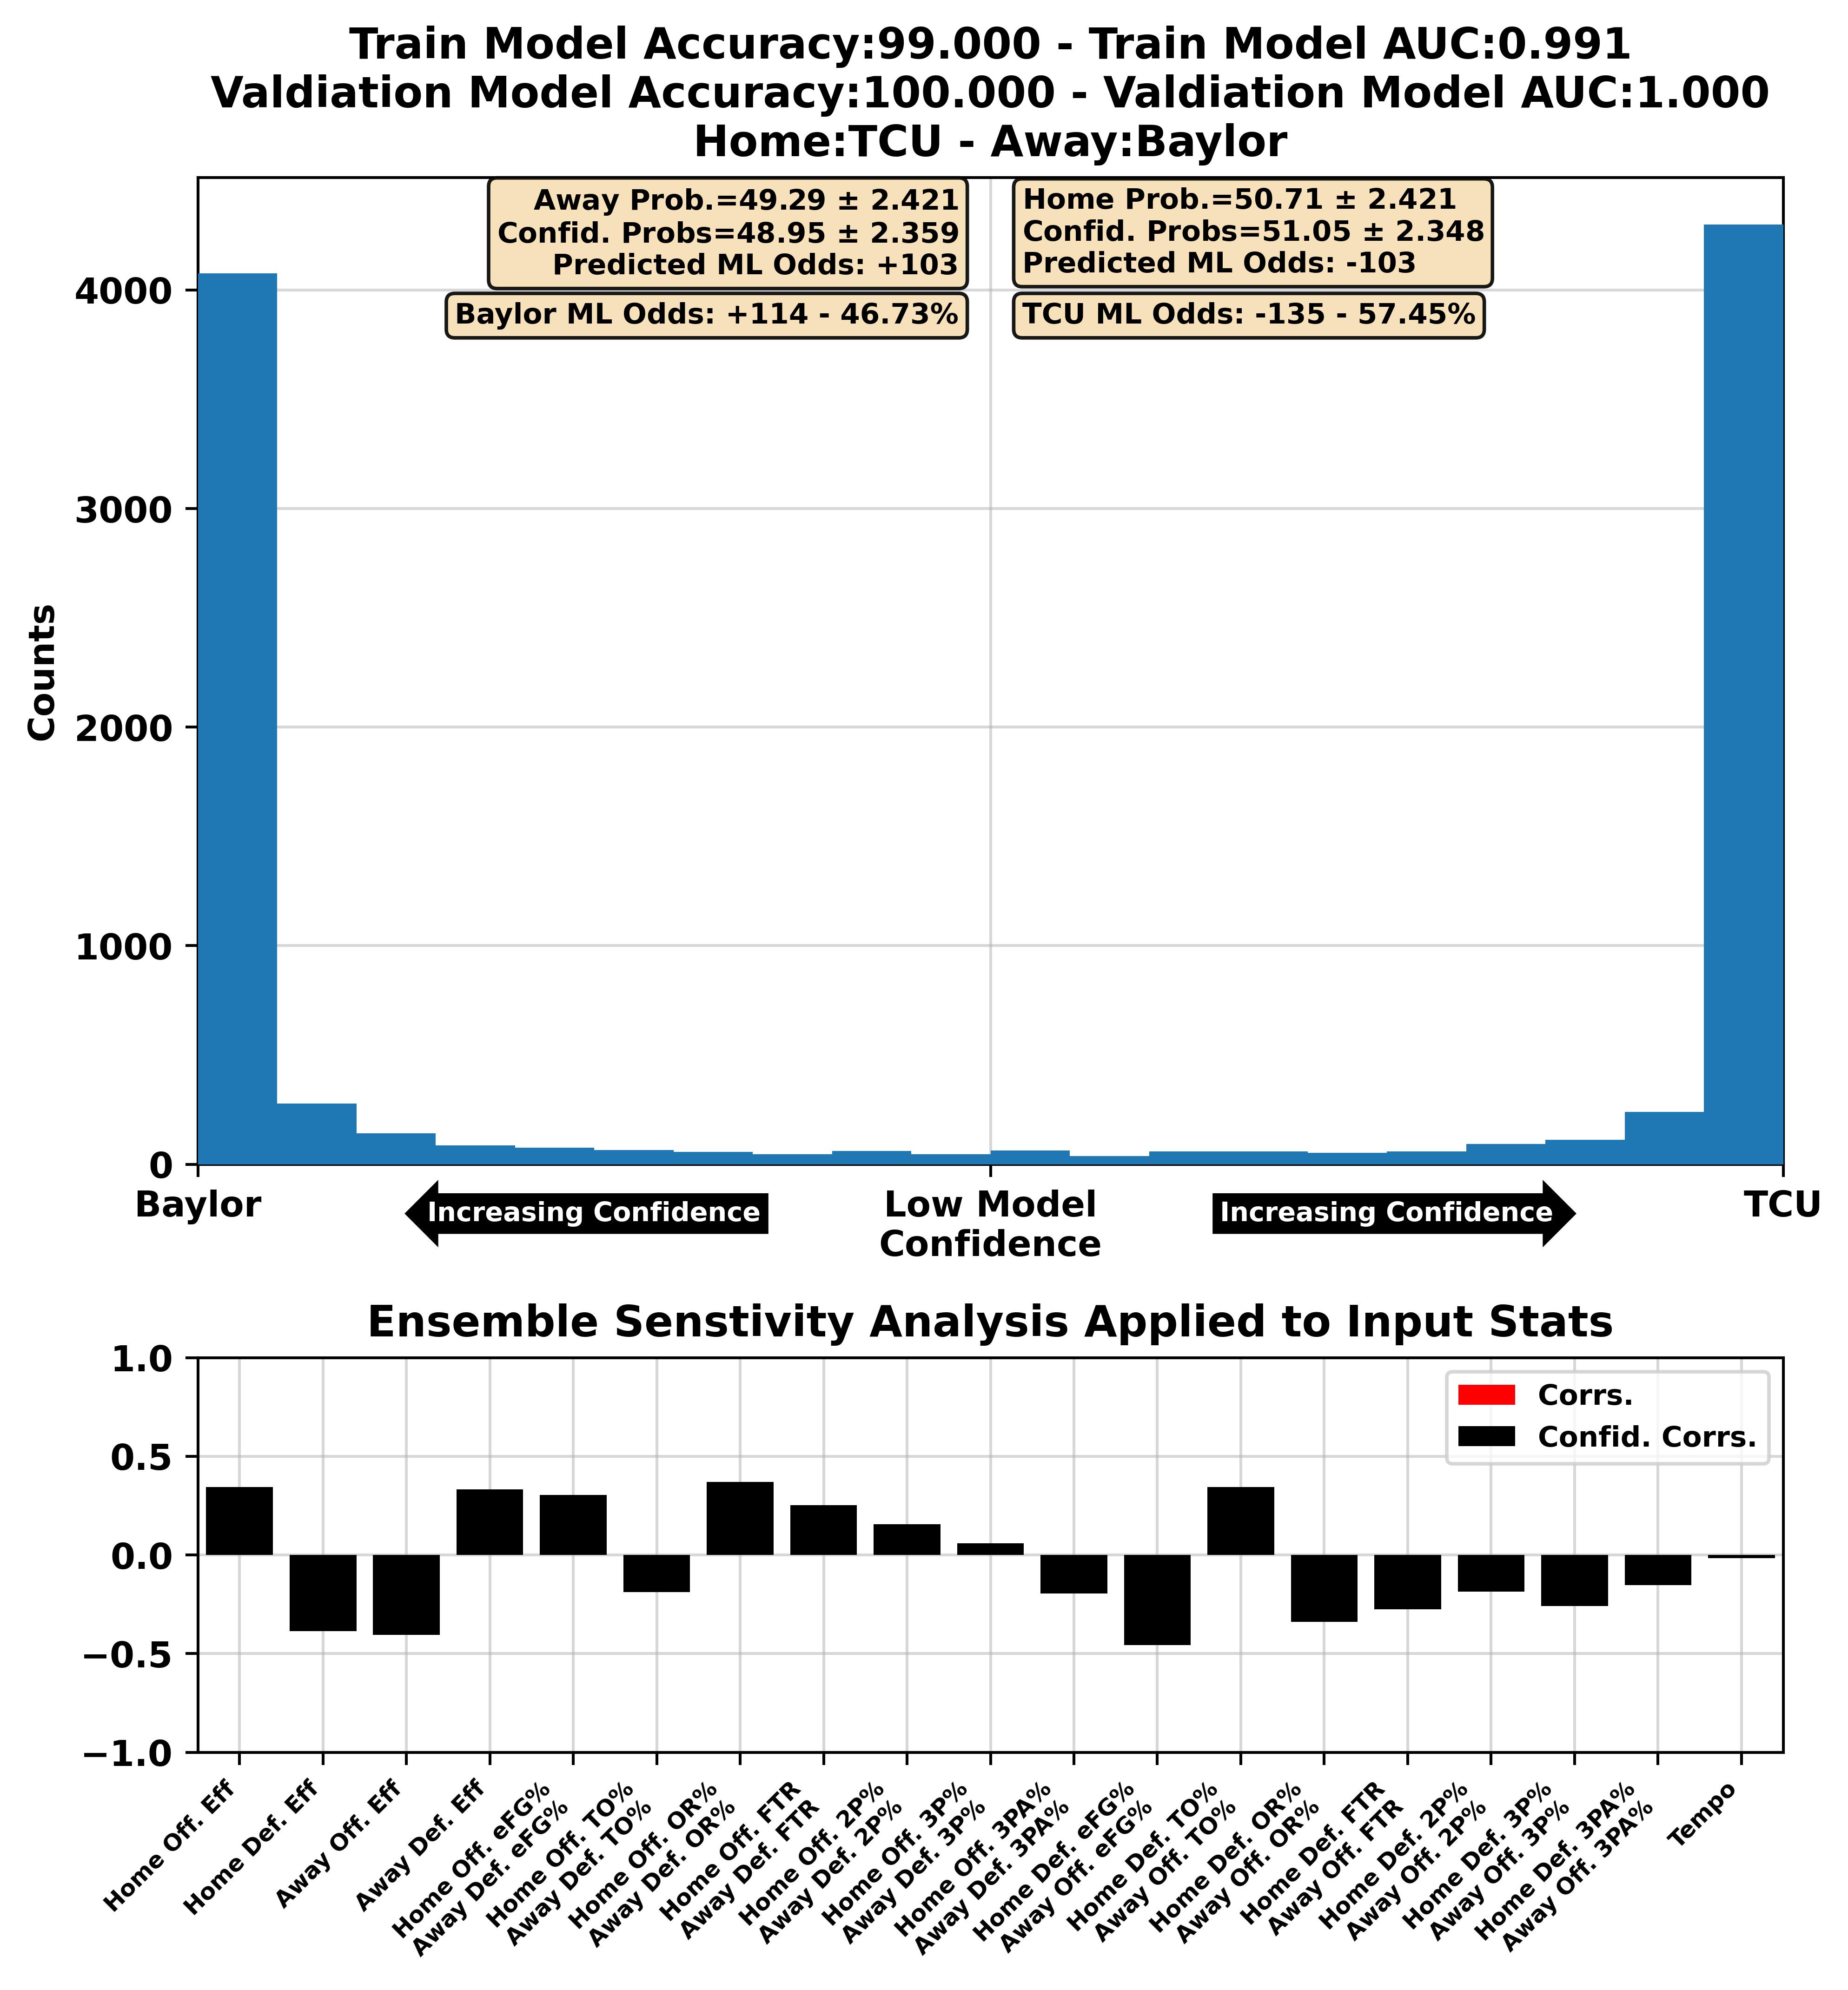 Train Model Accuracy:99.000 - Train Model AUC:0.991
Valdiation Model Accuracy:100.000 - Valdiation Model AUC:1.000
Home:TCU - Away:Baylor
Away Prob.=49.29 ± 2.421
Confid. Probs=48.95 ± 2.359
Predicted ML Odds: +103
Home Prob.=50.71 ± 2.421
Confid. Probs=51.05 ± 2.348
Predicted ML Odds: -103
Baylor ML Odds: +114 - 46.73%
TCU ML Odds: -135 - 57.45%
Counts
4000
3000
2000
1000
0
Baylor
Increasing Confidence
Low Model
Confidence
Increasing Confidence
TCU
Ensemble Senstivity Analysis Applied to Input Stats
1.0
0.5
0.0
−0.5
−1.0
Corrs.
Confid. Corrs.
Home Off. Eff
Home Def. Eff
Away Off. Eff
Away Def. Eff
Home Off. eFG%
Away Def. eFG%
Home Off. TO%
Away Def. TO%
Home Off. OR%
Away Def. OR%
Home Off. FTR
Away Def. FTR
Home Off. 2P%
Away Def. 2P%
Home Off. 3P%
Away Def. 3P%
Home Off. 3PA%
Away Def. 3PA%
Home Def. eFG%
Away Off. eFG%
Home Def. TO%
Away Off. TO%
Home Def. OR%
Away Off. OR%
Home Def. FTR
Away Off. FTR
Home Def. 2P%
Away Off. 2P%
Home Def. 3P%
Away Off. 3P%
Home Def. 3PA%
Away Off. 3PA%
Tempo